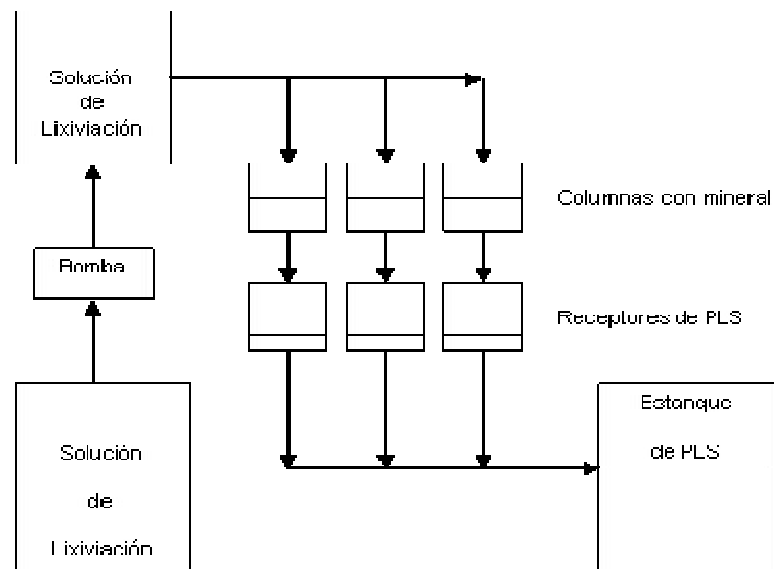 Solución
de
Lixiviación
Columnas con mineral
Bomba
Receptores de PLS
Estanque
de PLS
Solución
de
Lixiviación